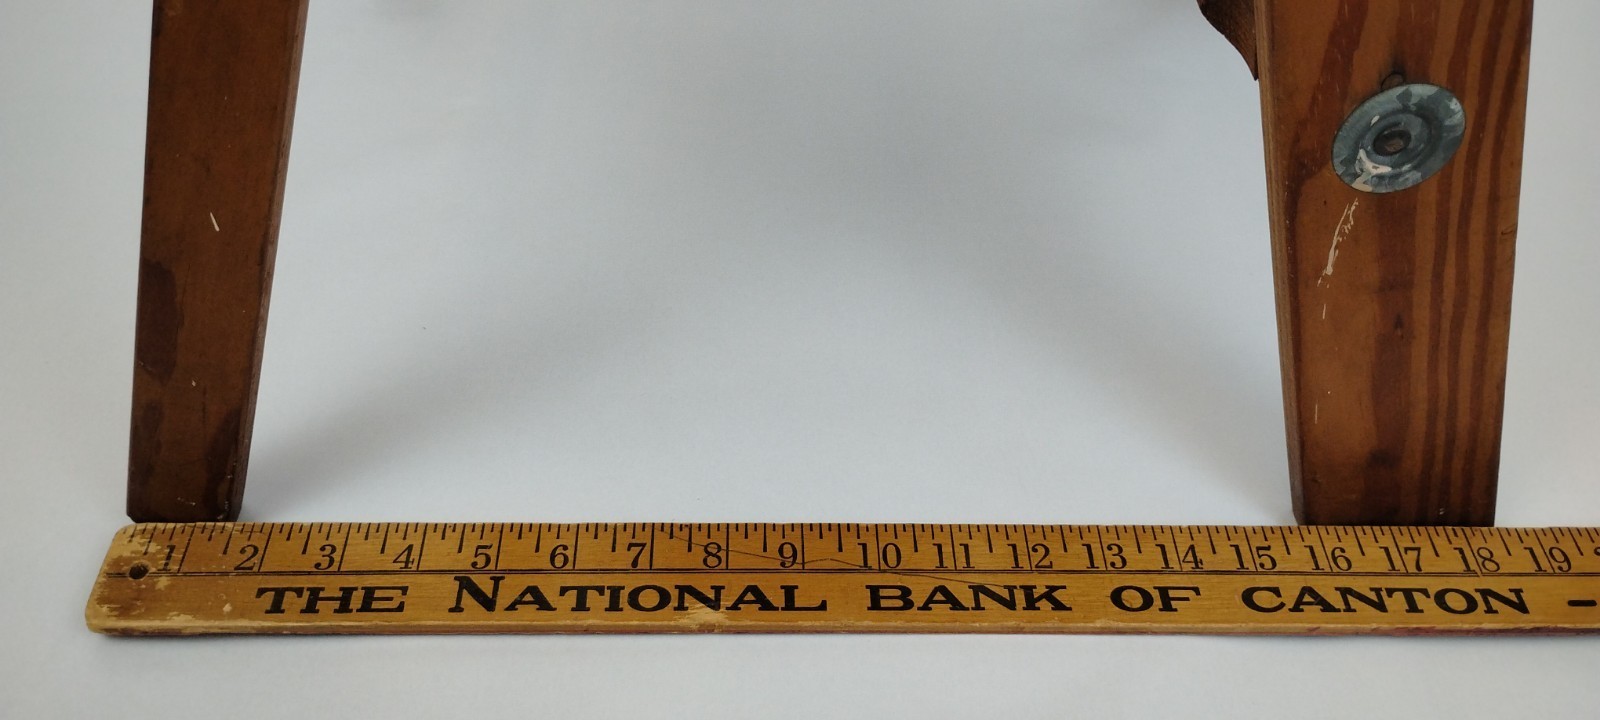 1 2 3 4 5 6 7 8 9 10 11 12 13 14 15 16 17 18 19
THE NATIONAL BANK OF CANTON -